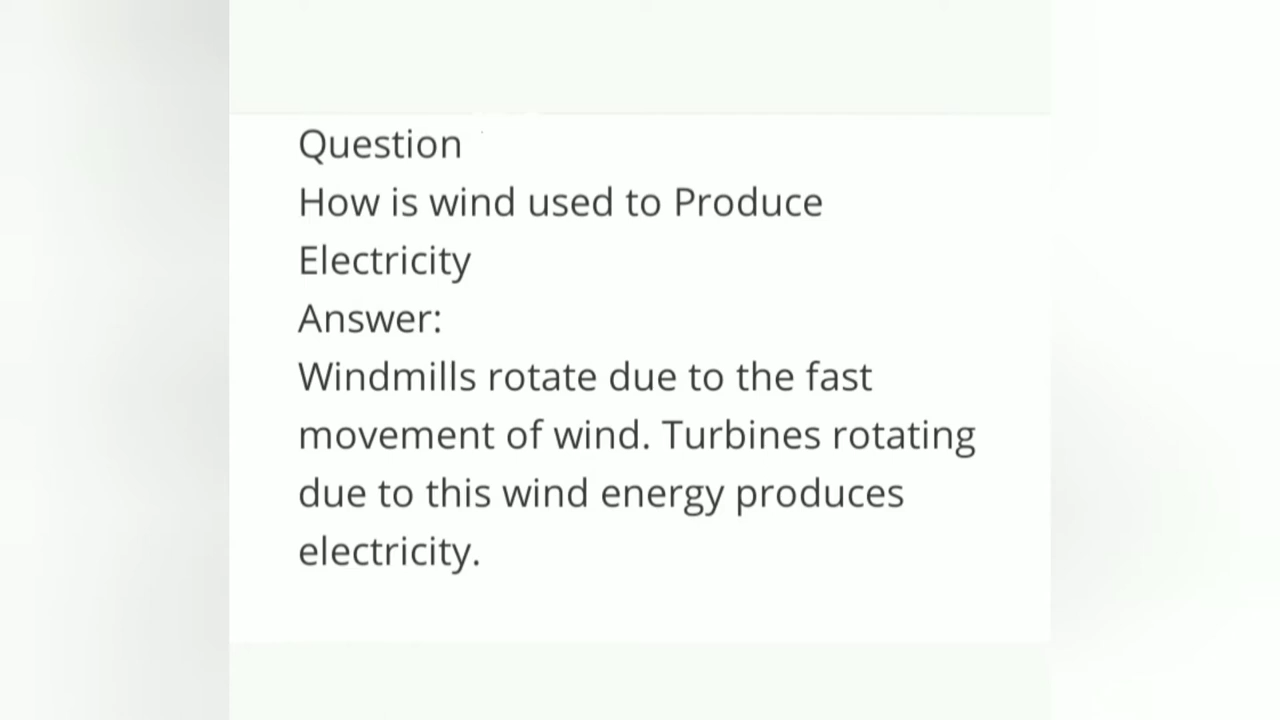 Question
How is wind used to Produce
Electricity
Answer:
Windmills rotate due to the fast
movement of wind. Turbines rotating
due to this wind energy produces
electricity.